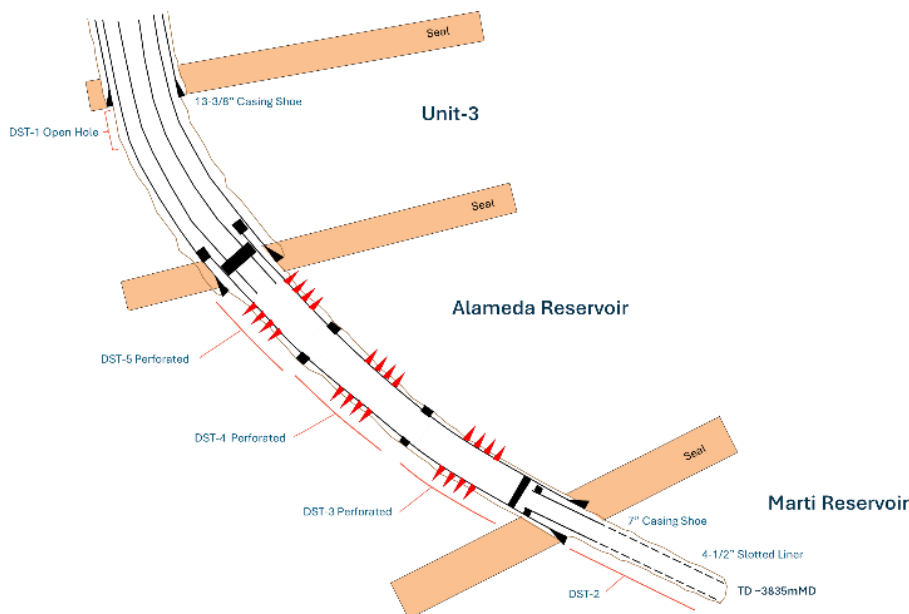 Seal
13-3/8" Casing Shoe
Unit-3
DST-1 Open Hole
Seal
Alameda Reservoir
DST-5 Perforated
DST-4 Perforated
Seal
Marti Reservoir
DST-3 Perforated
7" Casing Shoe
4-1/2" Slotted Liner
DST-2
TD ~3835mMD